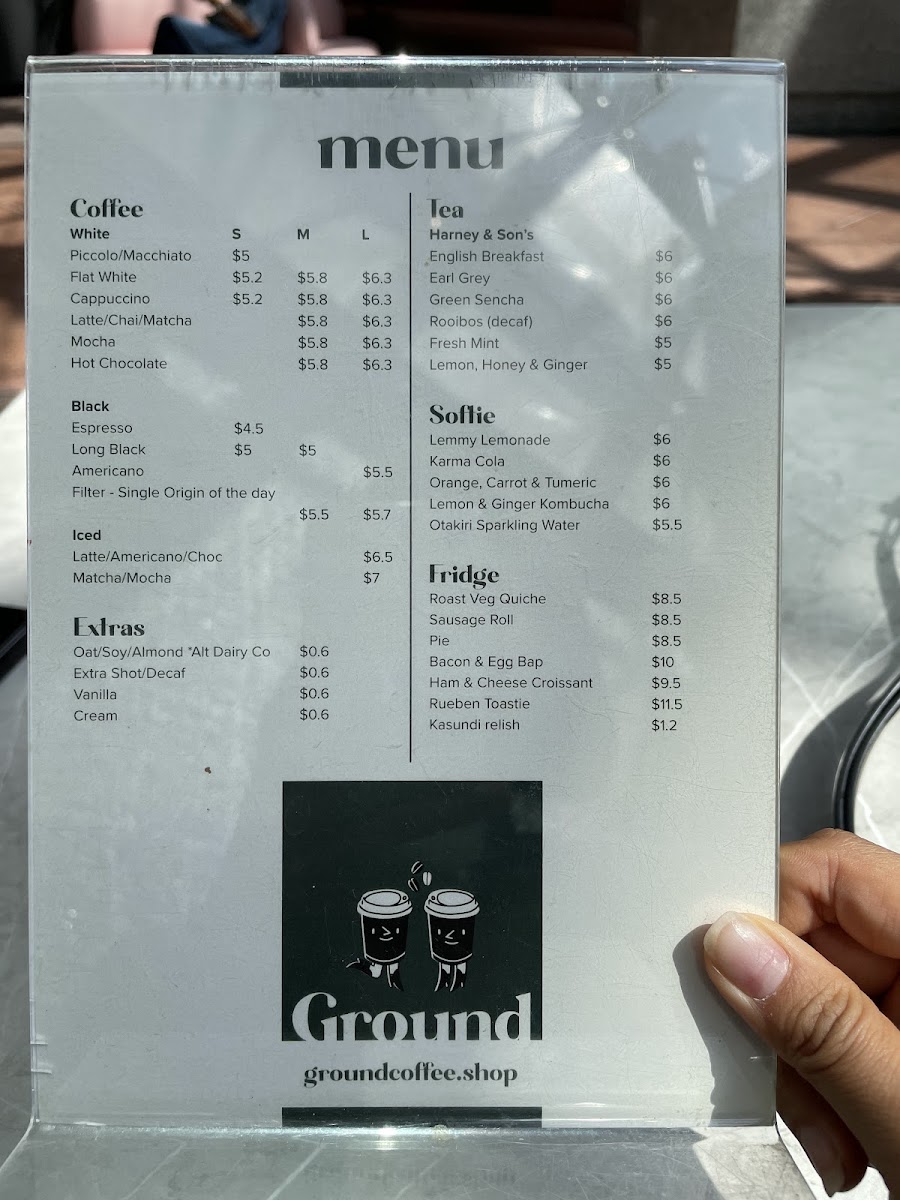 menu
Coffee
White S M L
Piccolo/Macchiato $5
Flat White $5.2 $5.8 $6.3
Cappuccino $5.2 $5.8 $6.3
Latte/Chai/Matcha $5.8 $6.3
Mocha $5.8 $6.3
Hot Chocolate $5.8 $6.3
Black
Espresso $4.5
Long Black $5 $5
Americano $5.5
Filter - Single Origin of the day
$5.5 $5.7
Iced
Latte/Americano/Choc $6.5
Matcha/Mocha $7
Extras
Oat/Soy/Almond *Alt Dairy Co $0.6
Extra Shot/Decaf $0.6
Vanilla $0.6
Cream $0.6
Tea
Harney & Son's
English Breakfast $6
Earl Grey $6
Green Sencha $6
Rooibos (decaf) $6
Fresh Mint $5
Lemon, Honey & Ginger $5
Softie
Lemmy Lemonade $6
Karma Cola $6
Orange, Carrot & Tumeric $6
Lemon & Ginger Kombucha $6
Otakiri Sparkling Water $5.5
Fridge
Roast Veg Quiche $8.5
Sausage Roll $8.5
Pie $8.5
Bacon & Egg Bap $10
Ham & Cheese Croissant $9.5
Rueben Toastie $11.5
Kasundi relish $1.2
Ground
groundcoffee.shop